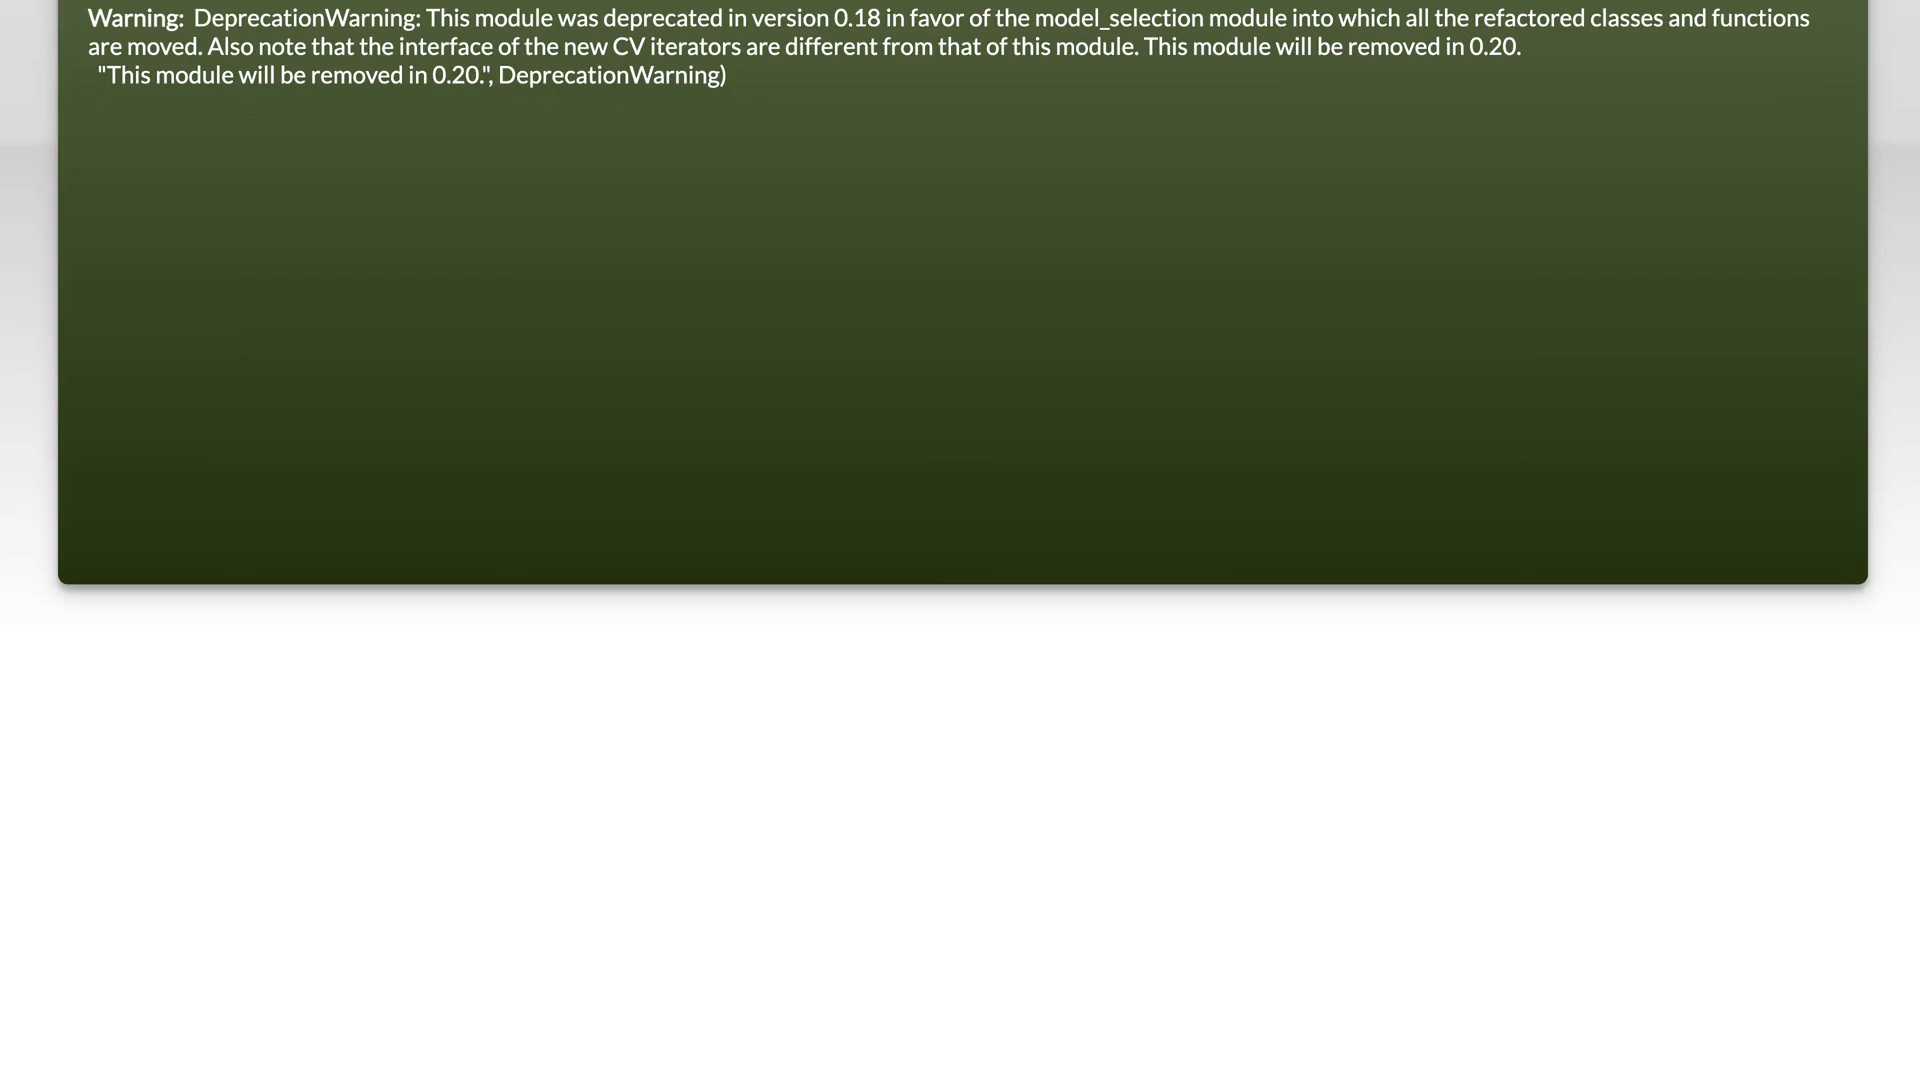 Warning: DeprecationWarning: This module was deprecated in version 0.18 in favor of the model_selection module into which all the refactored classes and functions
are moved. Also note that the interface of the new CV iterators are different from that of this module. This module will be removed in 0.20.
"This module will be removed in 0.20.", DeprecationWarning)